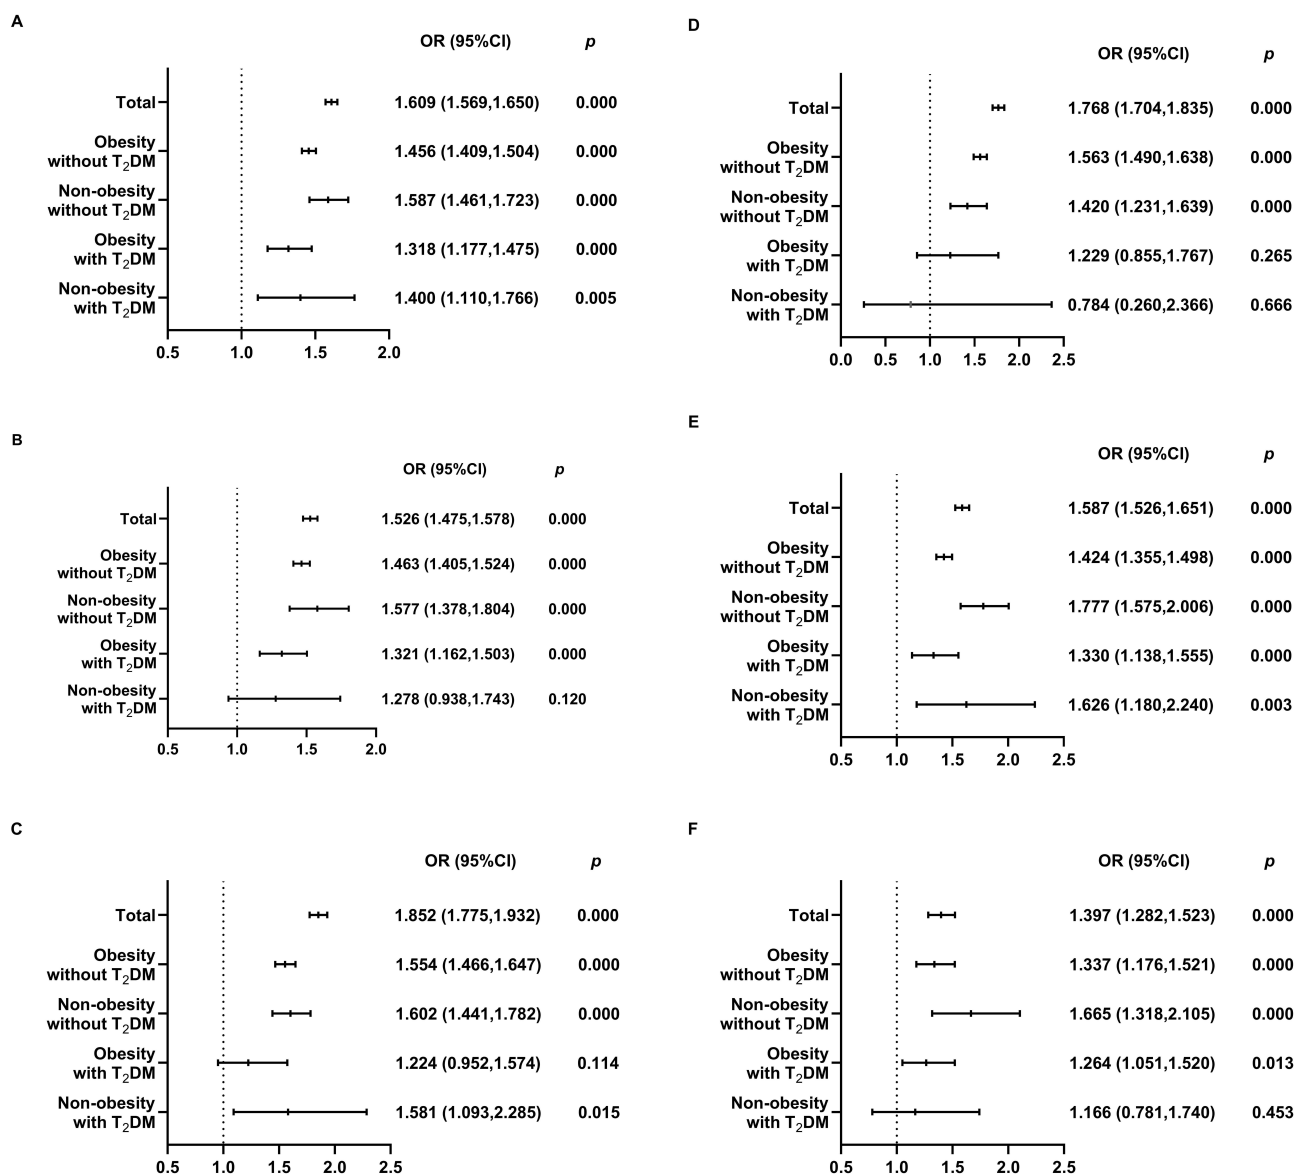 A
OR (95%CI) p
Total 1.609 (1.569,1.650) 0.000
Obesity
without T₂DM 1.456 (1.409,1.504) 0.000
Non-obesity
without T₂DM 1.587 (1.461,1.723) 0.000
Obesity
with T₂DM 1.318 (1.177,1.475) 0.000
Non-obesity
with T₂DM 1.400 (1.110,1.766) 0.005
0.5 1.0 1.5 2.0
B
OR (95%CI) p
Total 1.526 (1.475,1.578) 0.000
Obesity
without T₂DM 1.463 (1.405,1.524) 0.000
Non-obesity
without T₂DM 1.577 (1.378,1.804) 0.000
Obesity
with T₂DM 1.321 (1.162,1.503) 0.000
Non-obesity
with T₂DM 1.278 (0.938,1.743) 0.120
0.5 1.0 1.5 2.0
C
OR (95%CI) p
Total 1.852 (1.775,1.932) 0.000
Obesity
without T₂DM 1.554 (1.466,1.647) 0.000
Non-obesity
without T₂DM 1.602 (1.441,1.782) 0.000
Obesity
with T₂DM 1.224 (0.952,1.574) 0.114
Non-obesity
with T₂DM 1.581 (1.093,2.285) 0.015
0.5 1.0 1.5 2.0 2.5
D
OR (95%CI) p
Total 1.768 (1.704,1.835) 0.000
Obesity
without T₂DM 1.563 (1.490,1.638) 0.000
Non-obesity
without T₂DM 1.420 (1.231,1.639) 0.000
Obesity
with T₂DM 1.229 (0.855,1.767) 0.265
Non-obesity
with T₂DM 0.784 (0.260,2.366) 0.666
0.0 0.5 1.0 1.5 2.0 2.5
E
OR (95%CI) p
Total 1.587 (1.526,1.651) 0.000
Obesity
without T₂DM 1.424 (1.355,1.498) 0.000
Non-obesity
without T₂DM 1.777 (1.575,2.006) 0.000
Obesity
with T₂DM 1.330 (1.138,1.555) 0.000
Non-obesity
with T₂DM 1.626 (1.180,2.240) 0.003
0.5 1.0 1.5 2.0 2.5
F
OR (95%CI) p
Total 1.397 (1.282,1.523) 0.000
Obesity
without T₂DM 1.337 (1.176,1.521) 0.000
Non-obesity
without T₂DM 1.665 (1.318,2.105) 0.000
Obesity
with T₂DM 1.264 (1.051,1.520) 0.013
Non-obesity
with T₂DM 1.166 (0.781,1.740) 0.453
0.5 1.0 1.5 2.0 2.5